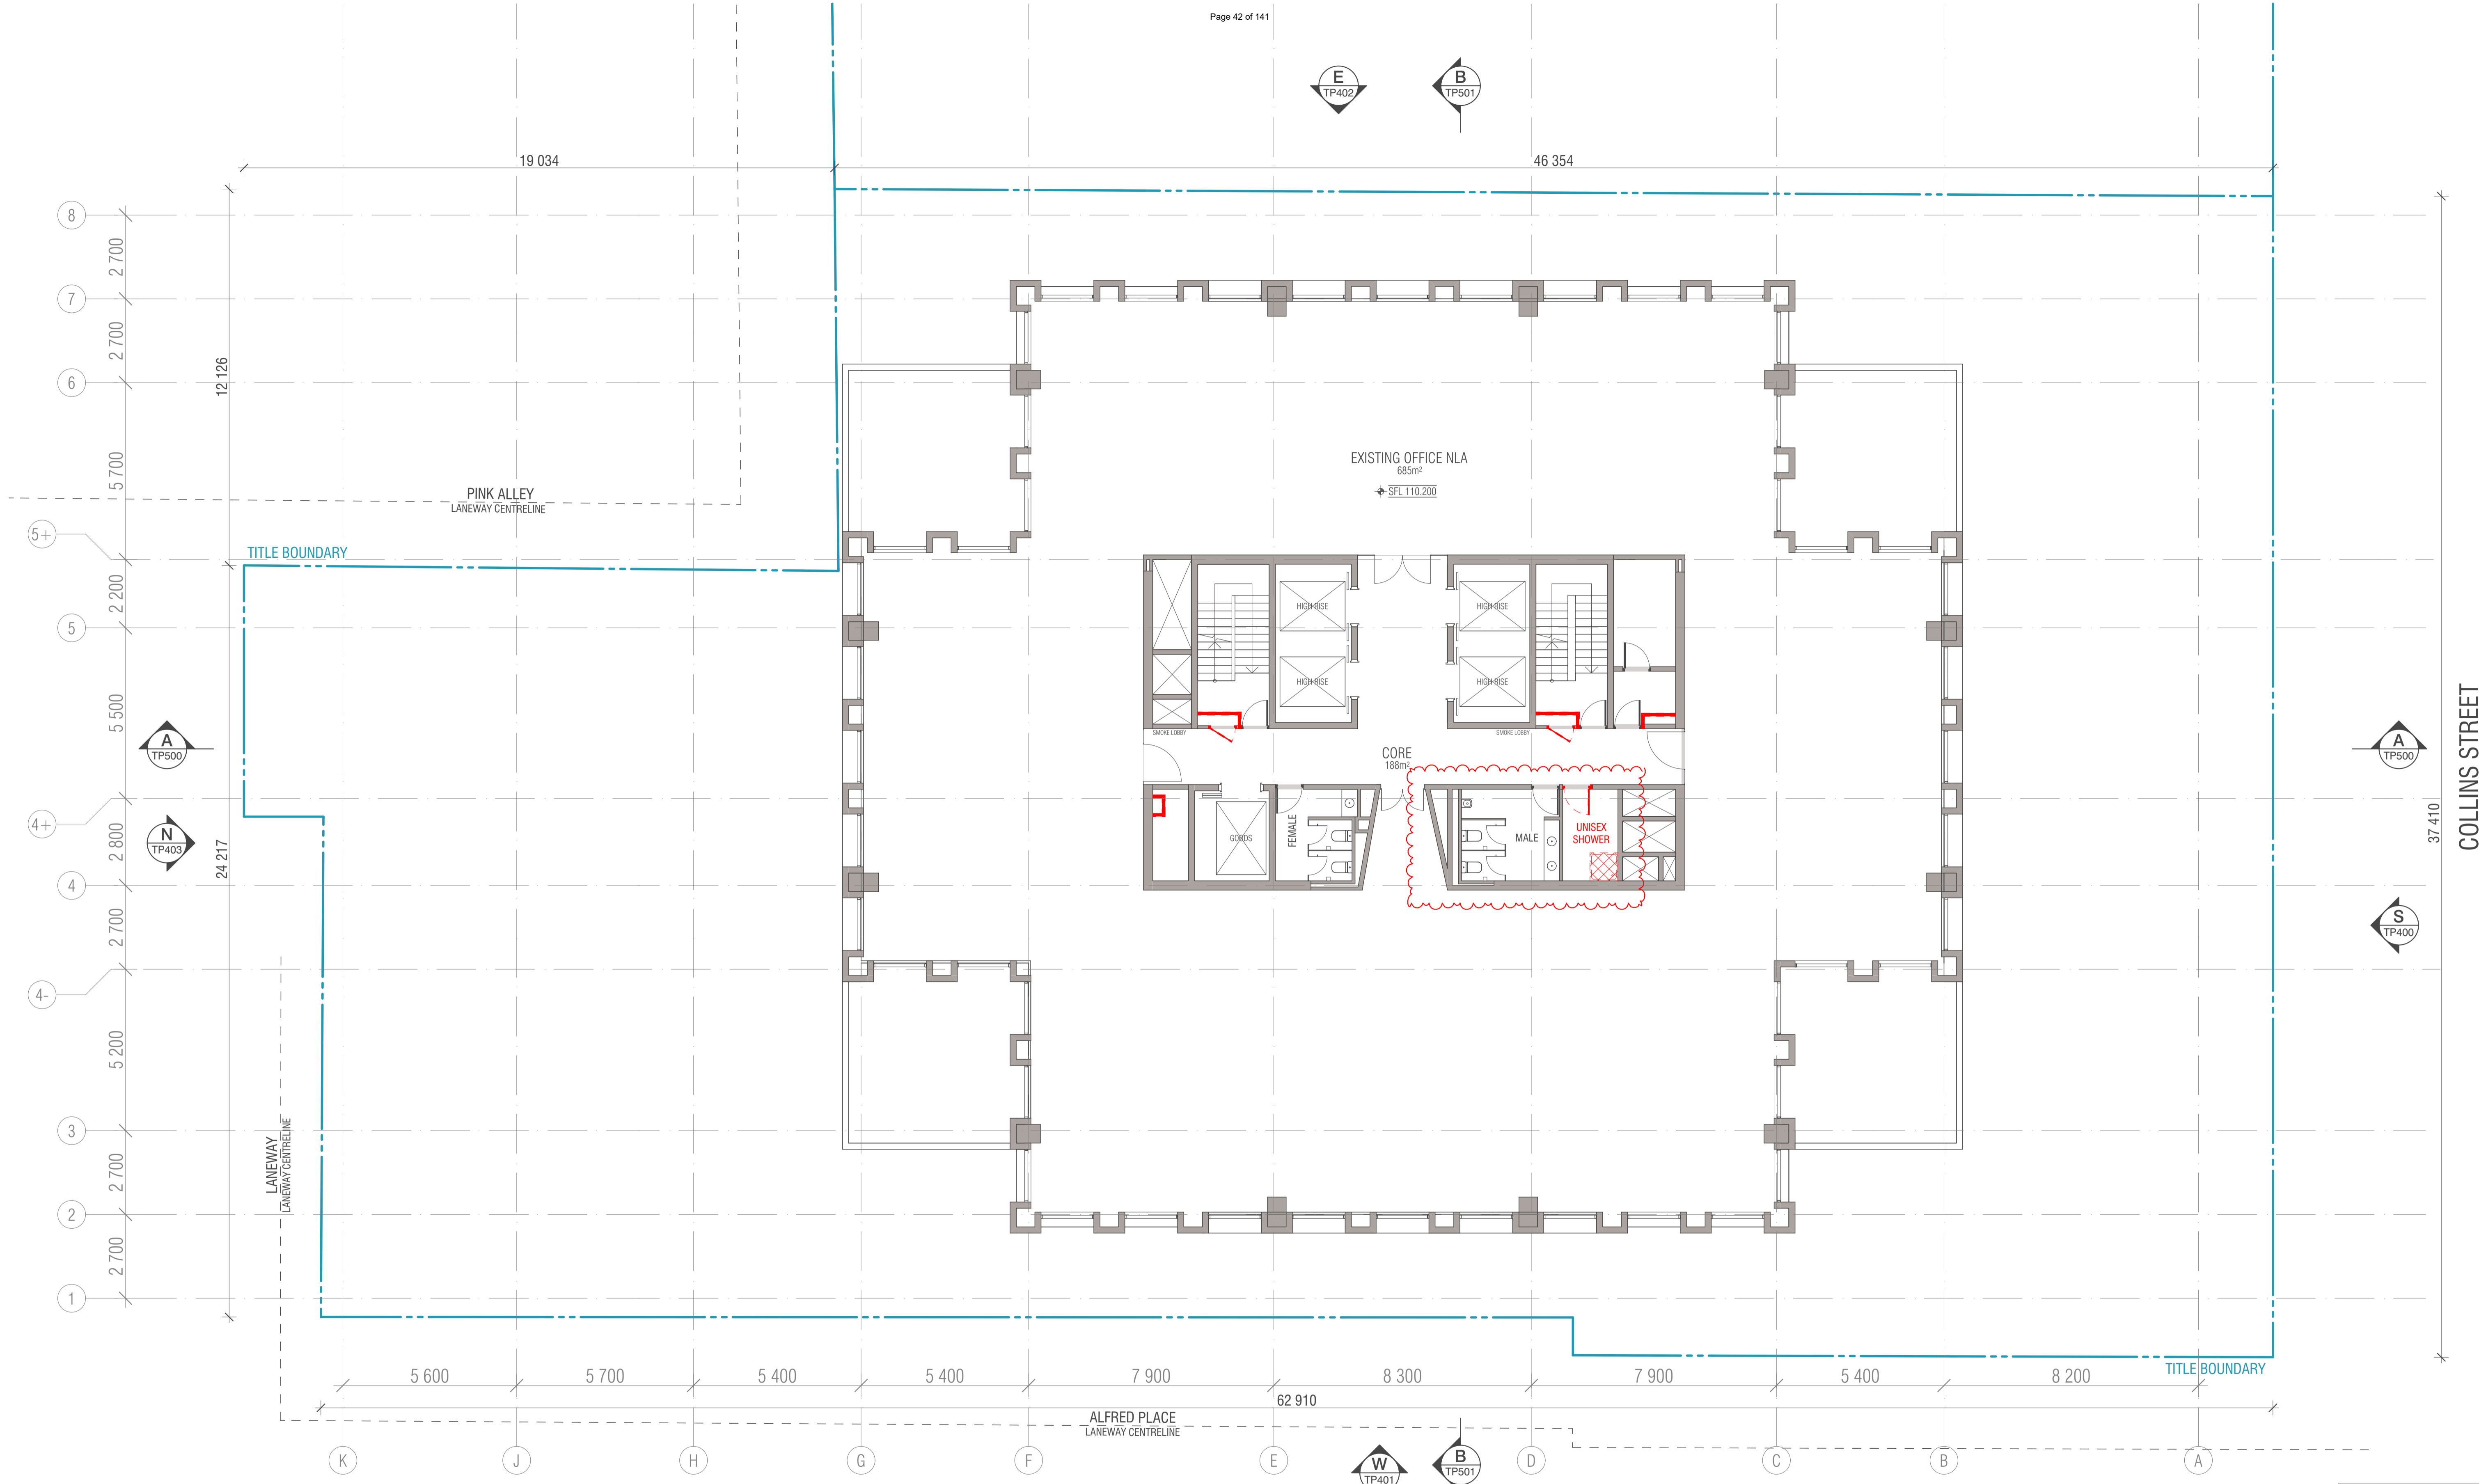 Page 42 of 141
E
TP402
B
TP501
19 034
46 354
8
2 700
7
2 700
6
12 126
5 700
5+
2 200
5
5 500
4+
2 800
4
2 700
4-
5 200
3
2 700
2
2 700
1
24 217
PINK ALLEY
LANEWAY CENTRELINE
TITLE BOUNDARY
EXISTING OFFICE NLA
685m²
SFL 110.200
HIGH RISE
HIGH RISE
HIGH RISE
HIGH RISE
SMOKE LOBBY
SMOKE LOBBY
CORE
188m²
GOODS
FEMALE
MALE
UNISEX
SHOWER
A
TP500
N
TP403
A
TP500
S
TP400
COLLINS STREET
37 410
LANEWAY
LANEWAY CENTRELINE
TITLE BOUNDARY
5 600
5 700
5 400
5 400
7 900
8 300
7 900
5 400
8 200
62 910
ALFRED PLACE
LANEWAY CENTRELINE
K
J
H
G
F
E
D
C
B
A
W
TP401
B
TP501